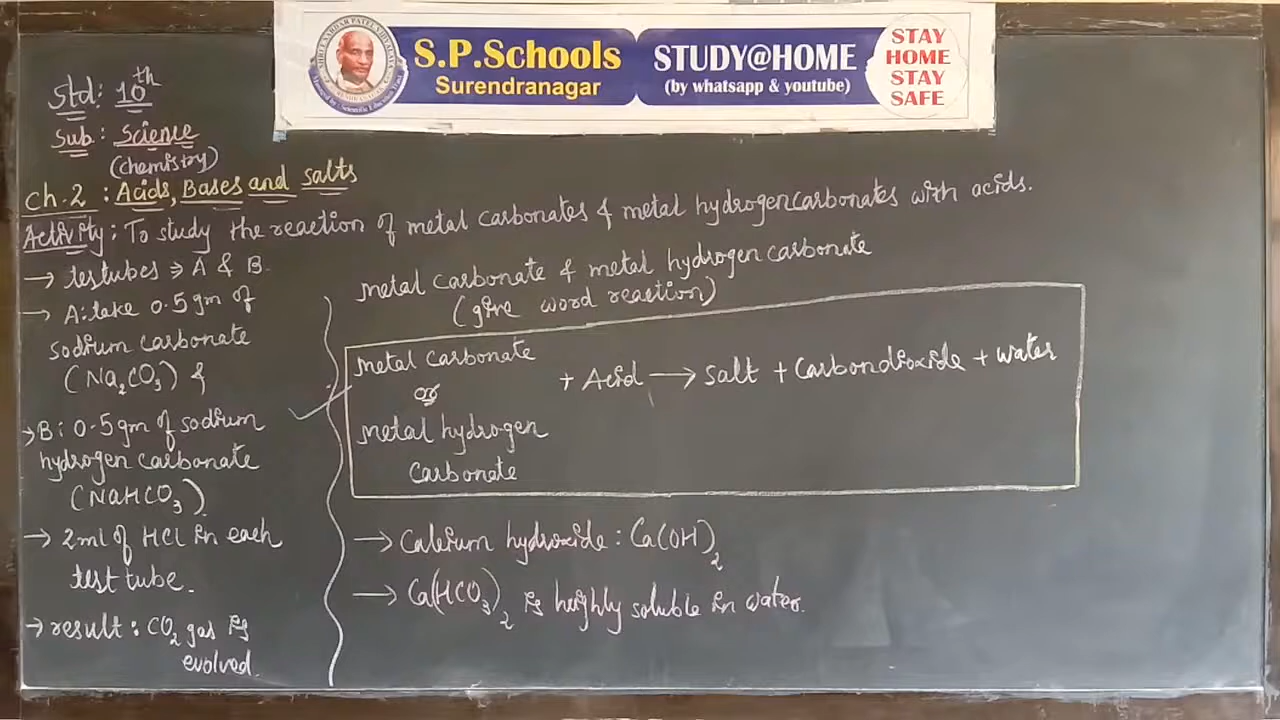 S.P.Schools
Surendranagar
STUDY@HOME
(by whatsapp & youtube)
STAY
HOME
STAY
SAFE
Std: 10th
Sub: Science
(chemistry)
Ch.2 : Acids, Bases and salts
Activity: To study the reaction of metal carbonates & metal hydrogencarbonates with acids.
→ testubes ⇒ A & B.
→ A: take 0.5 gm of
sodium carbonate
(Na₂CO₃) &
→ B: 0.5 gm of sodium
hydrogen carbonate
(NaHCO₃).
→ 2ml of HCl in each
test tube.
→ result: CO₂ gas is
evolved.
metal carbonate & metal hydrogen carbonate
(give word reaction)
metal carbonate
or
metal hydrogen
carbonate
+ Acid → salt + Carbondioxide + water
→ Calcium hydroxide : Ca(OH)₂
→ Ca(HCO₃)₂ is highly soluble in water.